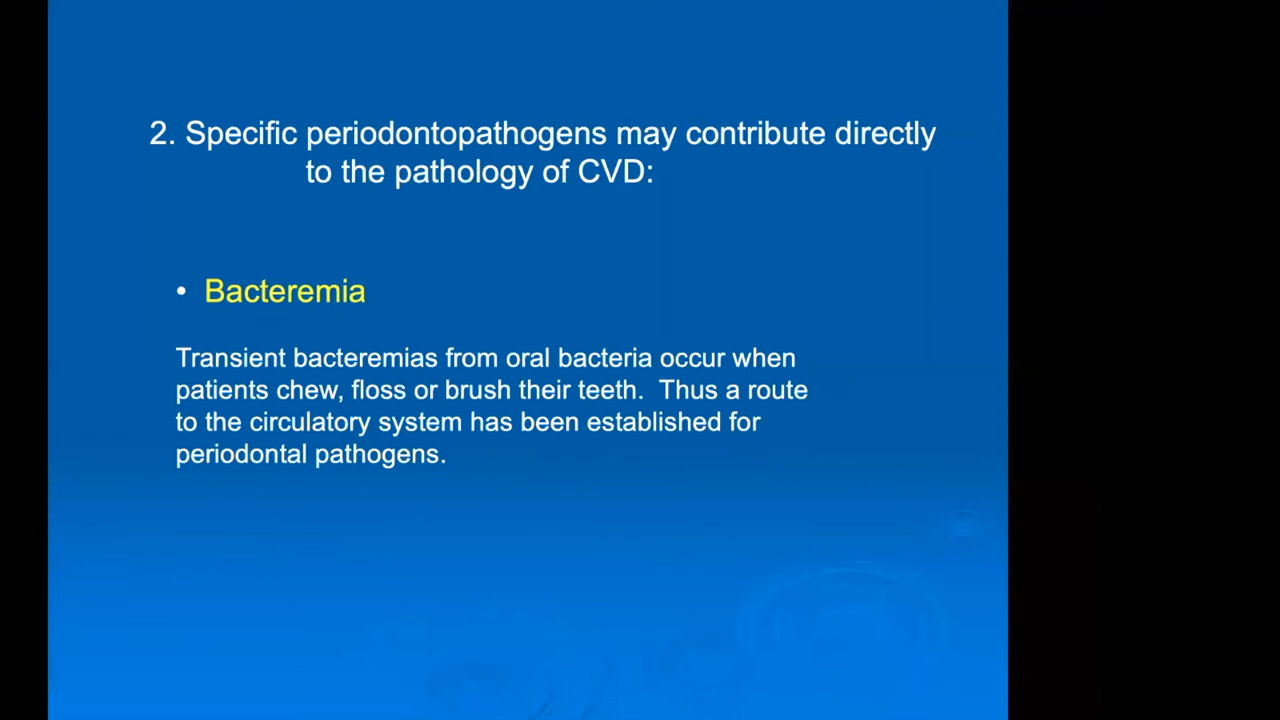 2. Specific periodontopathogens may contribute directly
to the pathology of CVD:
• Bacteremia
Transient bacteremias from oral bacteria occur when
patients chew, floss or brush their teeth.  Thus a route
to the circulatory system has been established for
periodontal pathogens.